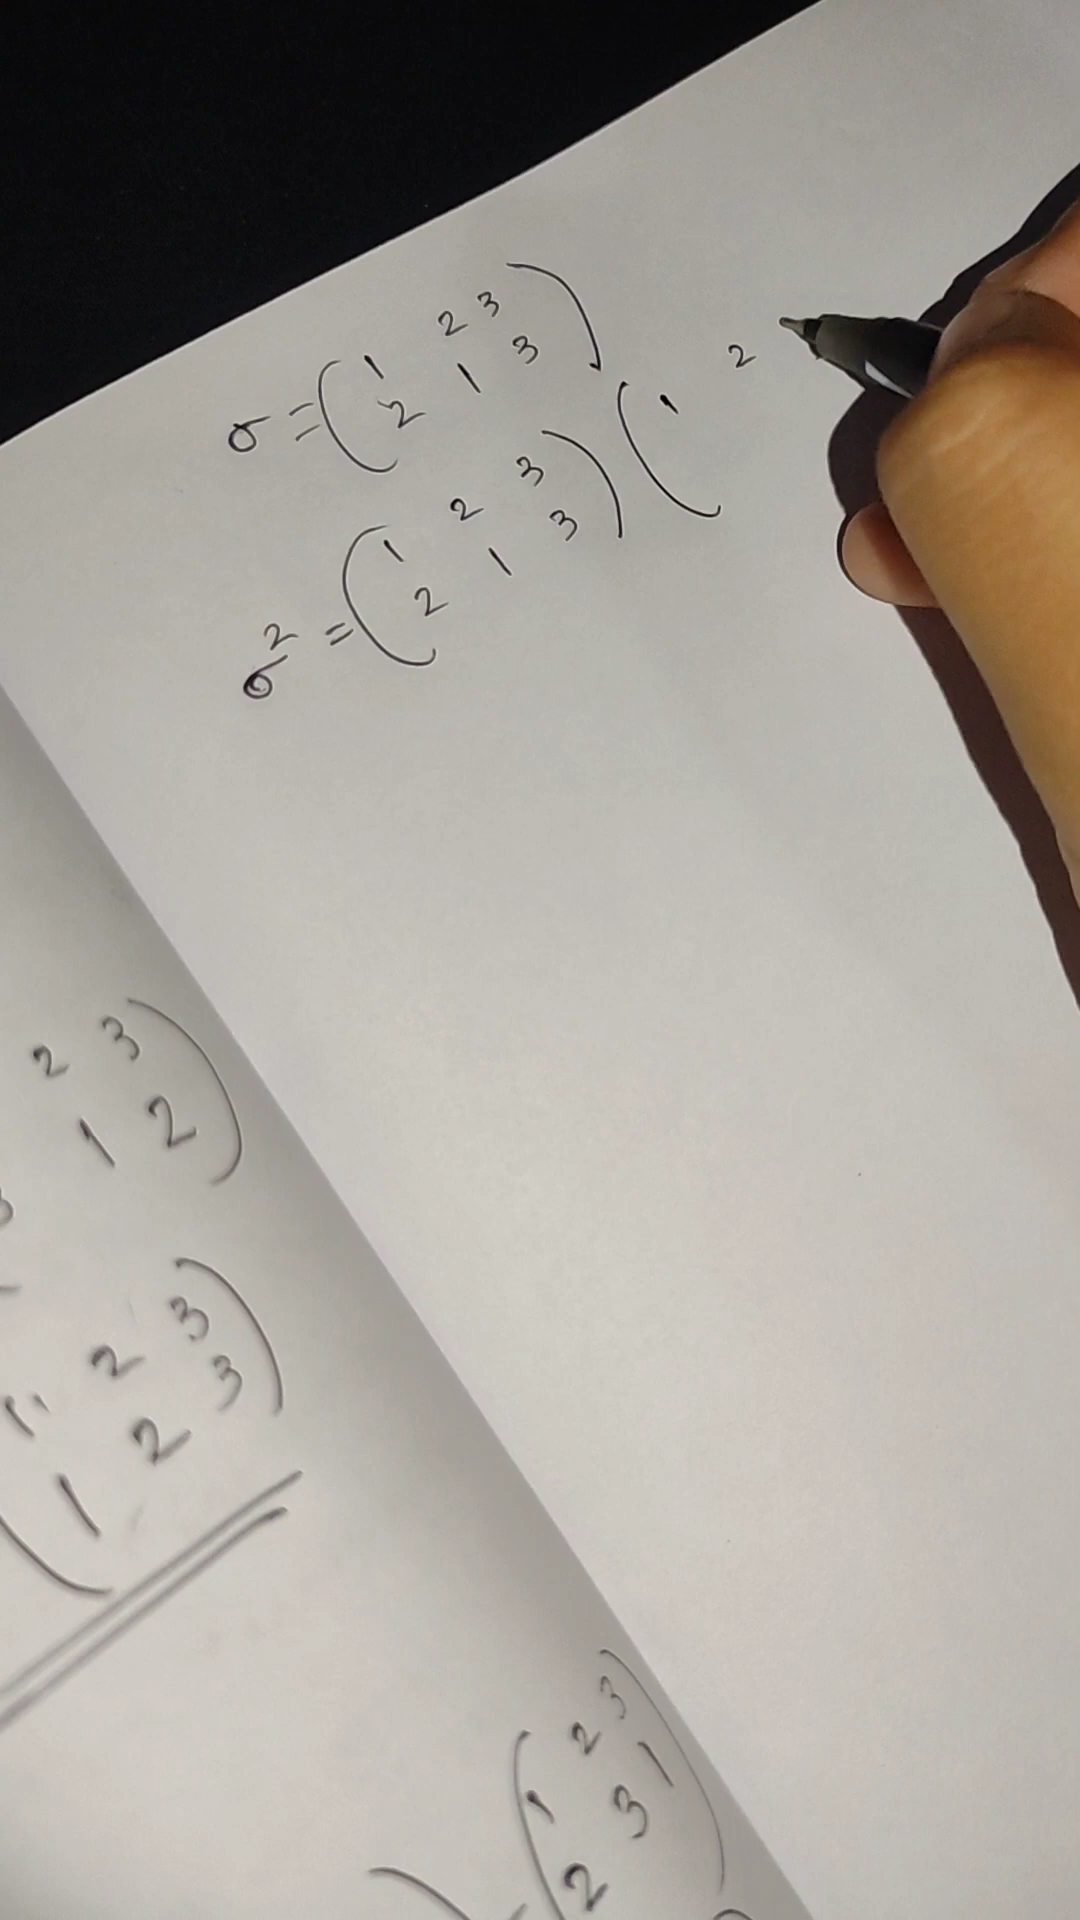 σ = ( 1 2 3 )
2 1 3
σ² = ( 1 2 3 ) ( 1 2
2 1 3
2 3 )
1 2
1 2 3 )
( 1 2 3
) = ( 1 2 3 )
2 3 1